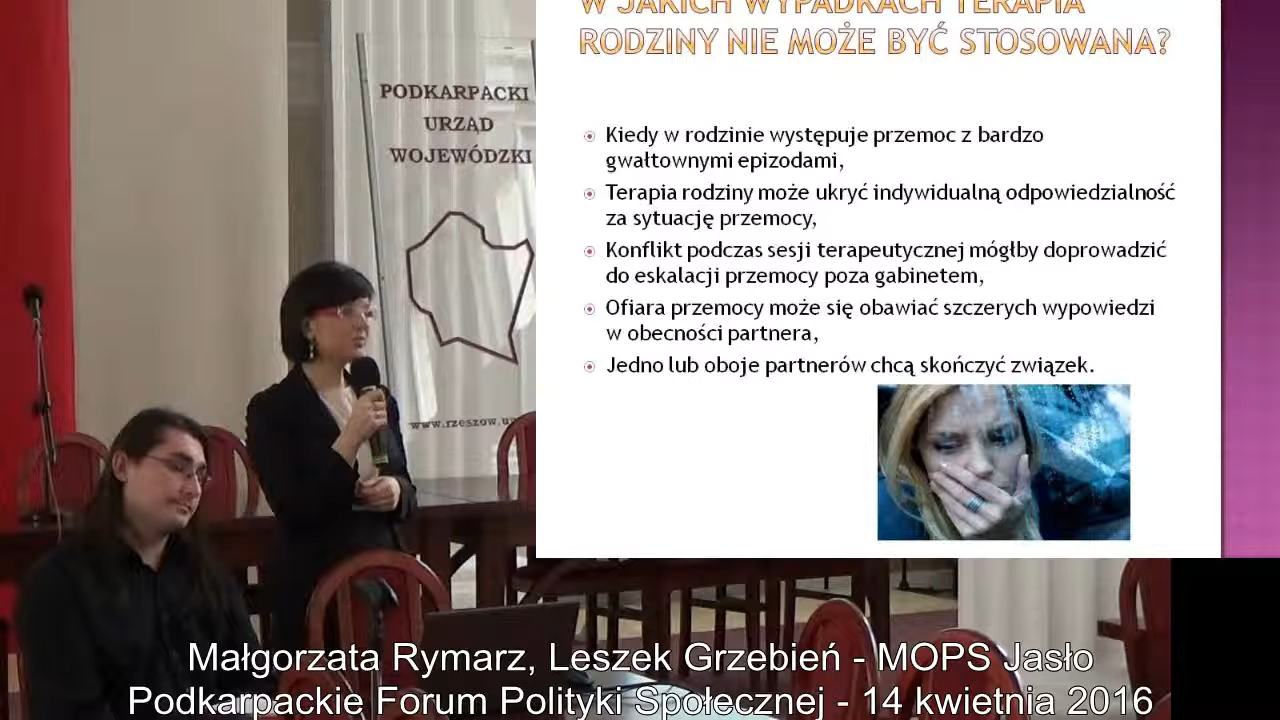 W JAKICH WYPADKACH TERAPIA
RODZINY NIE MOŻE BYĆ STOSOWANA?
PODKARPACKI
URZĄD
WOJEWÓDZKI
www.rzeszow.u
Kiedy w rodzinie występuje przemoc z bardzo
gwałtownymi epizodami,
Terapia rodziny może ukryć indywidualną odpowiedzialność
za sytuację przemocy,
Konflikt podczas sesji terapeutycznej mógłby doprowadzić
do eskalacji przemocy poza gabinetem,
Ofiara przemocy może się obawiać szczerych wypowiedzi
w obecności partnera,
Jedno lub oboje partnerów chcą skończyć związek.
Małgorzata Rymarz, Leszek Grzebień - MOPS Jasło
Podkarpackie Forum Polityki Społecznej - 14 kwietnia 2016